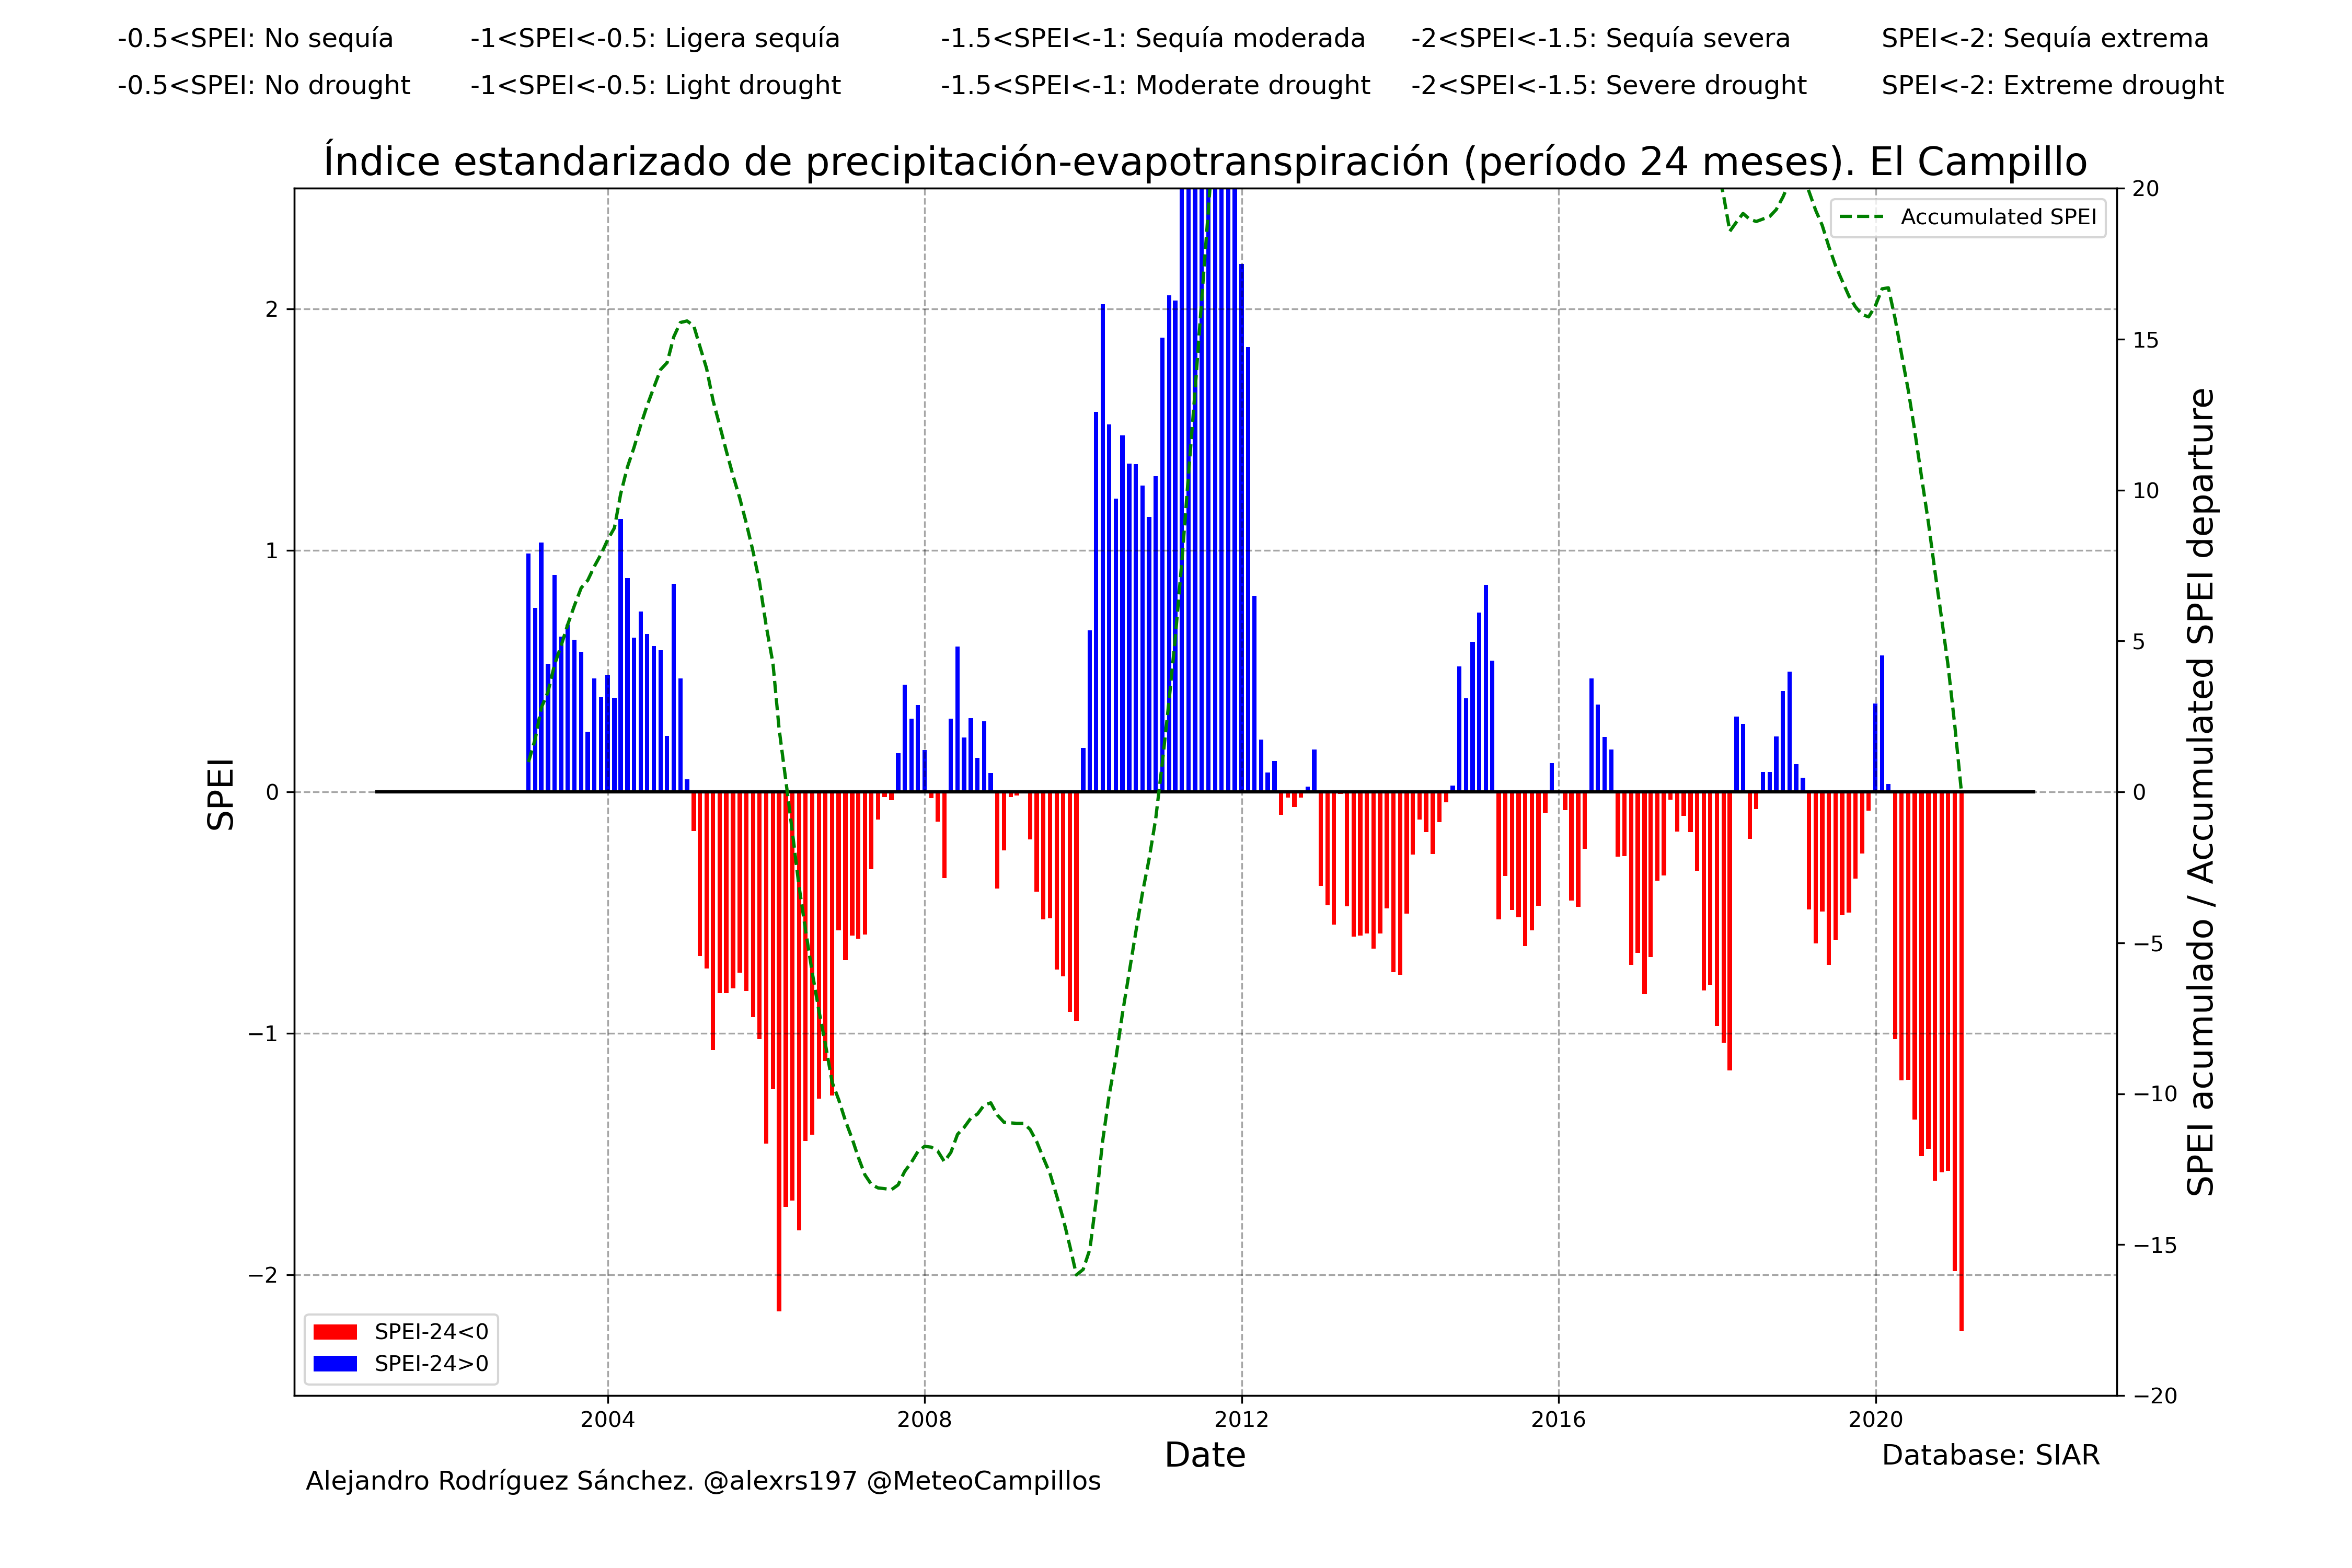 -0.5<SPEI: No sequía -1<SPEI<-0.5: Ligera sequía -1.5<SPEI<-1: Sequía moderada -2<SPEI<-1.5: Sequía severa SPEI<-2: Sequía extrema
-0.5<SPEI: No drought -1<SPEI<-0.5: Light drought -1.5<SPEI<-1: Moderate drought -2<SPEI<-1.5: Severe drought SPEI<-2: Extreme drought
Índice estandarizado de precipitación-evapotranspiración (período 24 meses). El Campillo
Accumulated SPEI
2
1
0
−1
−2
SPEI
20
15
10
5
0
−5
−10
−15
−20
SPEI acumulado / Accumulated SPEI departure
SPEI-24<0
SPEI-24>0
2004 2008 2012 2016 2020
Date
Database: SIAR
Alejandro Rodríguez Sánchez. @alexrs197 @MeteoCampillos